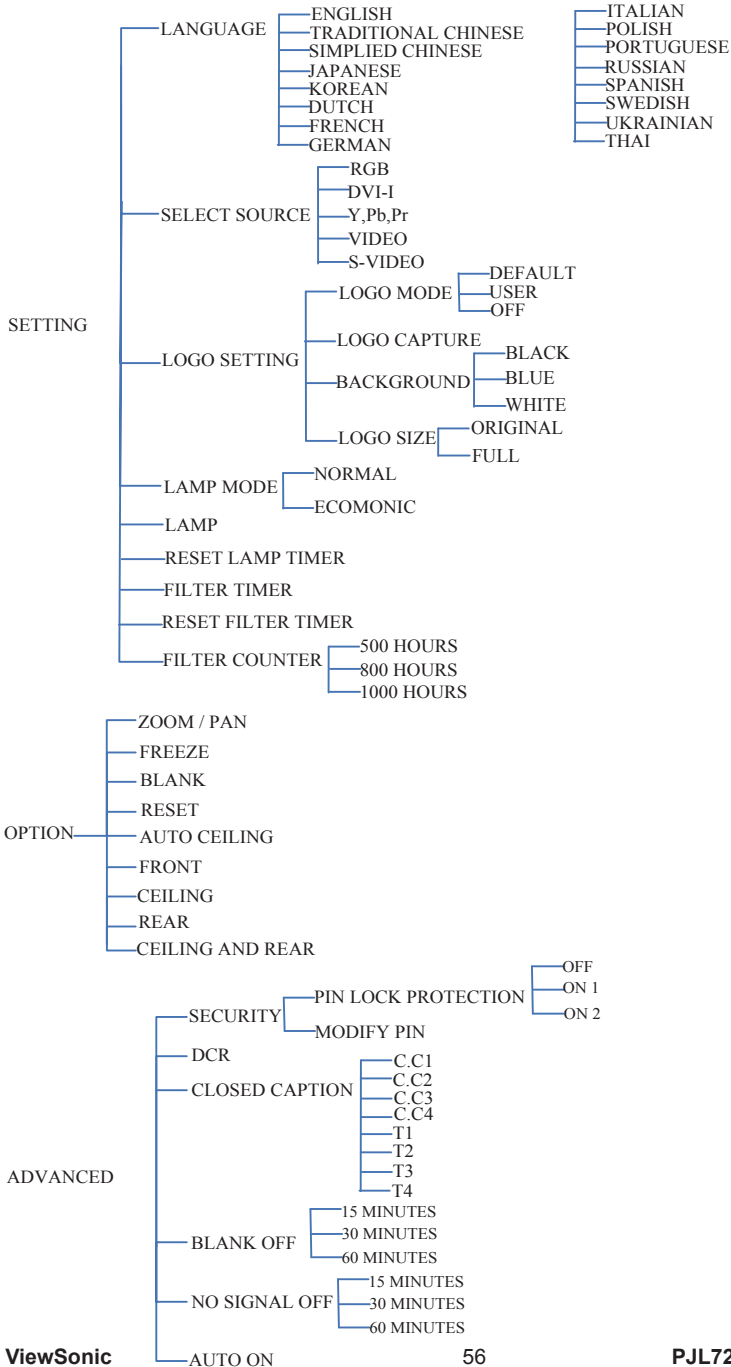 SETTING
LANGUAGE
ENGLISH
TRADITIONAL CHINESE
SIMPLIED CHINESE
JAPANESE
KOREAN
DUTCH
FRENCH
GERMAN
ITALIAN
POLISH
PORTUGUESE
RUSSIAN
SPANISH
SWEDISH
UKRAINIAN
THAI
SELECT SOURCE
RGB
DVI-I
Y,Pb,Pr
VIDEO
S-VIDEO
LOGO SETTING
LOGO MODE
DEFAULT
USER
OFF
LOGO CAPTURE
BACKGROUND
BLACK
BLUE
WHITE
LOGO SIZE
ORIGINAL
FULL
LAMP MODE
NORMAL
ECOMONIC
LAMP
RESET LAMP TIMER
FILTER TIMER
RESET FILTER TIMER
FILTER COUNTER
500 HOURS
800 HOURS
1000 HOURS
OPTION
ZOOM / PAN
FREEZE
BLANK
RESET
AUTO CEILING
FRONT
CEILING
REAR
CEILING AND REAR
ADVANCED
SECURITY
PIN LOCK PROTECTION
OFF
ON 1
ON 2
MODIFY PIN
DCR
CLOSED CAPTION
C.C1
C.C2
C.C3
C.C4
T1
T2
T3
T4
BLANK OFF
15 MINUTES
30 MINUTES
60 MINUTES
NO SIGNAL OFF
15 MINUTES
30 MINUTES
60 MINUTES
AUTO ON
ViewSonic 56 PJL72